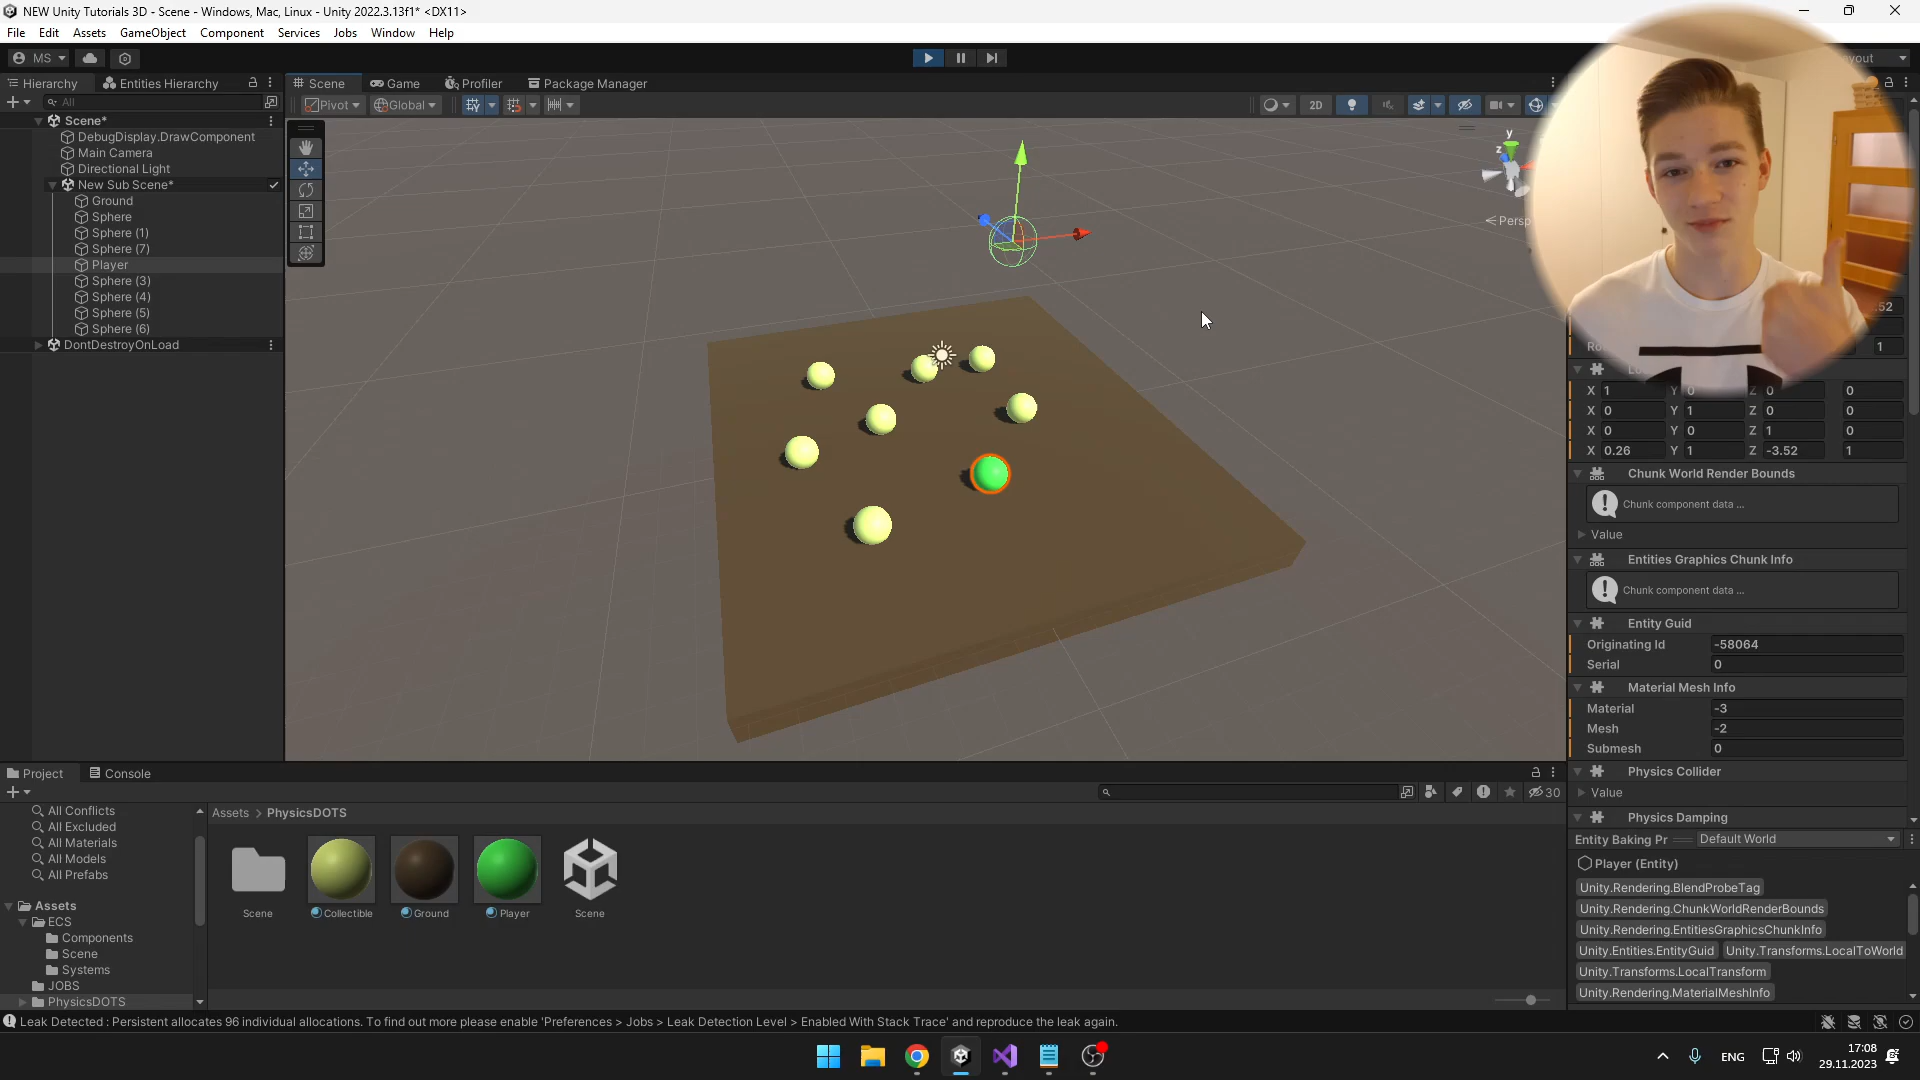 NEW Unity Tutorials 3D - Scene - Windows, Mac, Linux - Unity 2022.3.13f1* <DX11>
File Edit Assets GameObject Component Services Jobs Window Help
MS
Hierarchy Entities Hierarchy
Scene Game Profiler Package Manager
All
Pivot Global 2D
Scene*
DebugDisplay.DrawComponent
Main Camera
Directional Light
New Sub Scene*
Ground
Sphere
Sphere (1)
Sphere (7)
Player
Sphere (3)
Sphere (4)
Sphere (5)
Sphere (6)
DontDestroyOnLoad
y
z
1
X 1 Y 0 Z 0 0
X 0 Y 1 Z 0 0
X 0 Y 0 Z 1 0
X 0.26 Y 1 Z -3.52 1
Chunk World Render Bounds
Chunk component data ...
Value
Entities Graphics Chunk Info
Chunk component data ...
Entity Guid
Originating Id -58064
Serial 0
Material Mesh Info
Material -3
Mesh -2
Submesh 0
Physics Collider
Value
Physics Damping
Entity Baking Pr Default World
Player (Entity)
Unity.Rendering.BlendProbeTag
Unity.Rendering.ChunkWorldRenderBounds
Unity.Rendering.EntitiesGraphicsChunkInfo
Unity.Entities.EntityGuid Unity.Transforms.LocalToWorld
Unity.Transforms.LocalTransform
Unity.Rendering.MaterialMeshInfo
Project Console
30
All Conflicts
All Excluded
All Materials
All Models
All Prefabs
Assets
ECS
Components
Scene
Systems
JOBS
PhysicsDOTS
Assets > PhysicsDOTS
Scene Collectible Ground Player Scene
Leak Detected : Persistent allocates 96 individual allocations. To find out more please enable 'Preferences > Jobs > Leak Detection Level > Enabled With Stack Trace' and reproduce the leak again.
ENG
17:08
29.11.2023